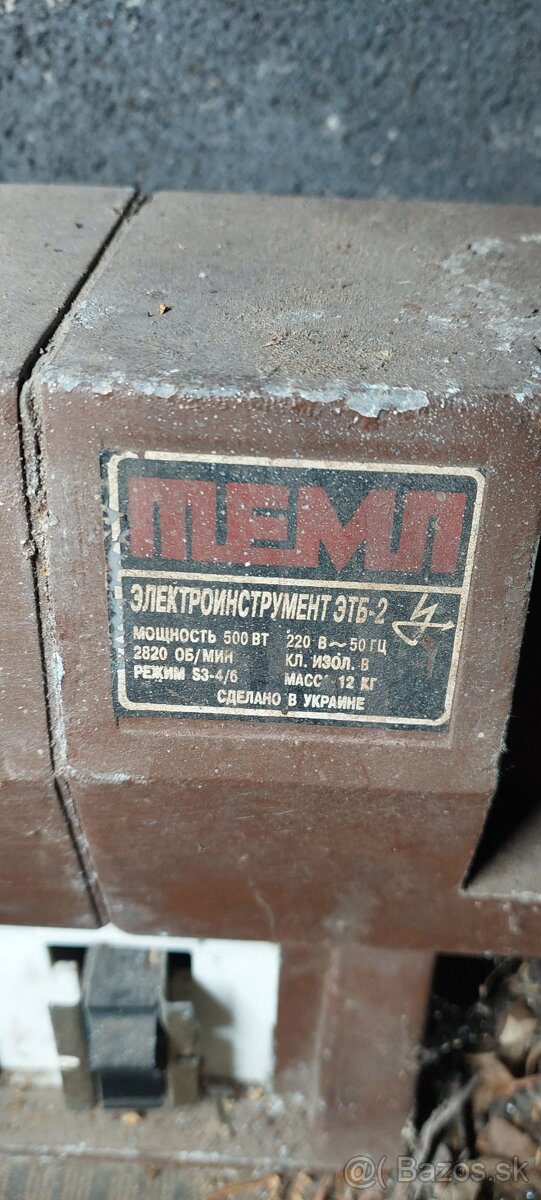 ТЕМП
ЭЛЕКТРОИНСТРУМЕНТ ЭТБ-2
МОЩНОСТЬ 500 ВТ 220 В ~ 50 ГЦ
2820 ОБ/МИН КЛ. ИЗОЛ. В
РЕЖИМ S3-4/6 МАСС 12 КГ
СДЕЛАНО В УКРАИНЕ
@ Bazos.sk